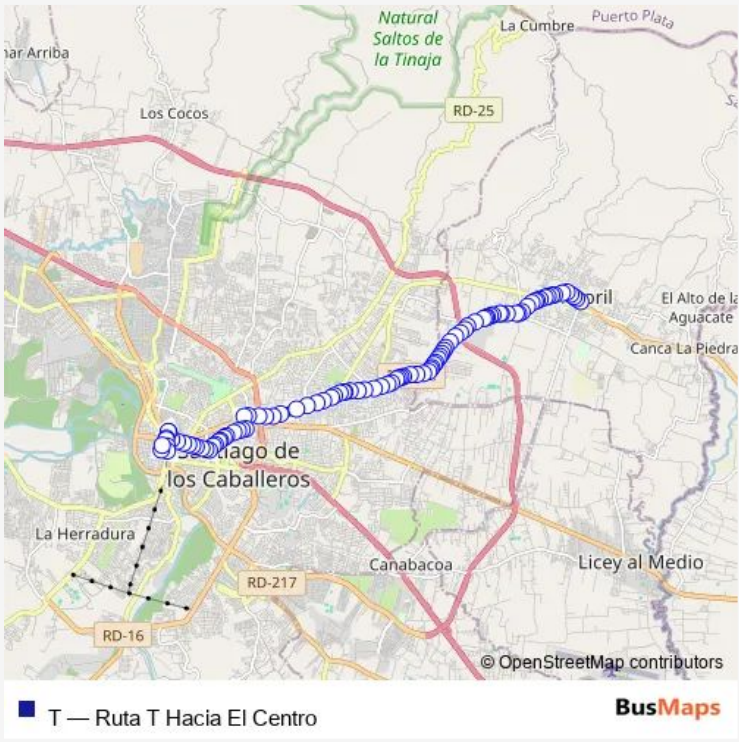 Natural
Saltos de
la Tinaja
La Cumbre
Puerto Plata
nar Arriba
Los Cocos
RD-25
oril
El Alto de la
Aguacate
Canca La Piedra
tiago de
los Caballeros
La Herradura
Canabacoa
Licey al Medio
RD-217
RD-16
© OpenStreetMap contributors
T — Ruta T Hacia El Centro
BusMaps